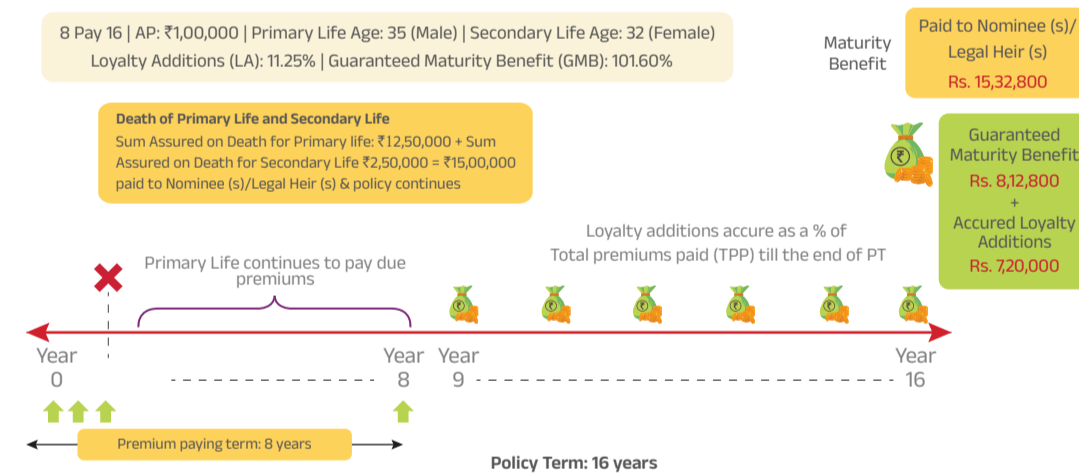 8 Pay 16 | AP: ₹1,00,000 | Primary Life Age: 35 (Male) | Secondary Life Age: 32 (Female)
Loyalty Additions (LA): 11.25% | Guaranteed Maturity Benefit (GMB): 101.60%
Maturity
Benefit
Paid to Nominee (s)/
Legal Heir (s)
Rs. 15,32,800
Death of Primary Life and Secondary Life
Sum Assured on Death for Primary life: ₹12,50,000 + Sum
Assured on Death for Secondary Life ₹2,50,000 = ₹15,00,000
paid to Nominee (s)/Legal Heir (s) & policy continues
₹
Guaranteed
Maturity Benefit
Rs. 8,12,800
+
Accured Loyalty
Additions
Rs. 7,20,000
Loyalty additions accure as a % of
Total premiums paid (TPP) till the end of PT
Primary Life continues to pay due
premiums
₹ ₹ ₹ ₹ ₹ ₹
Year Year Year Year
0 8 9 16
Premium paying term: 8 years
Policy Term: 16 years